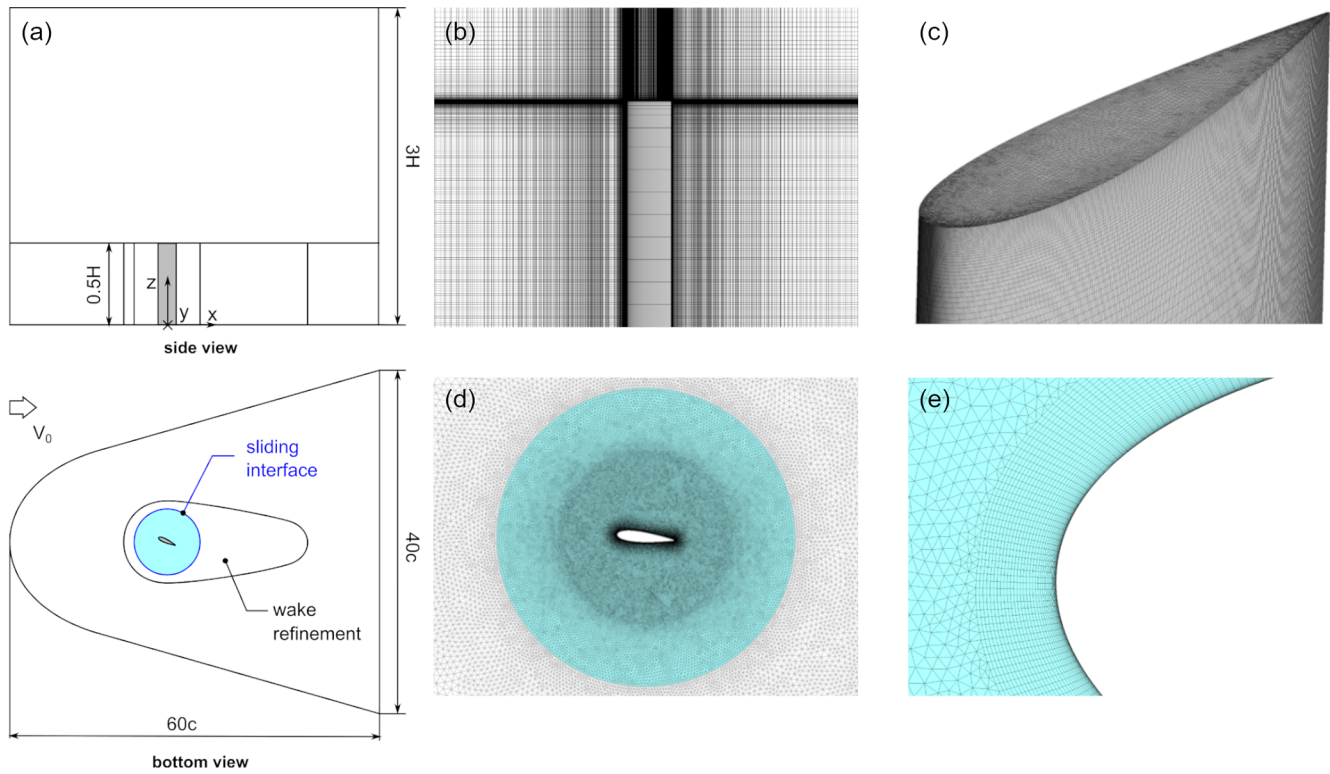 (a)
3H
0.5H
z
y
x
side view
(b)
(c)
V₀
sliding
interface
40c
wake
refinement
60c
bottom view
(d)
(e)